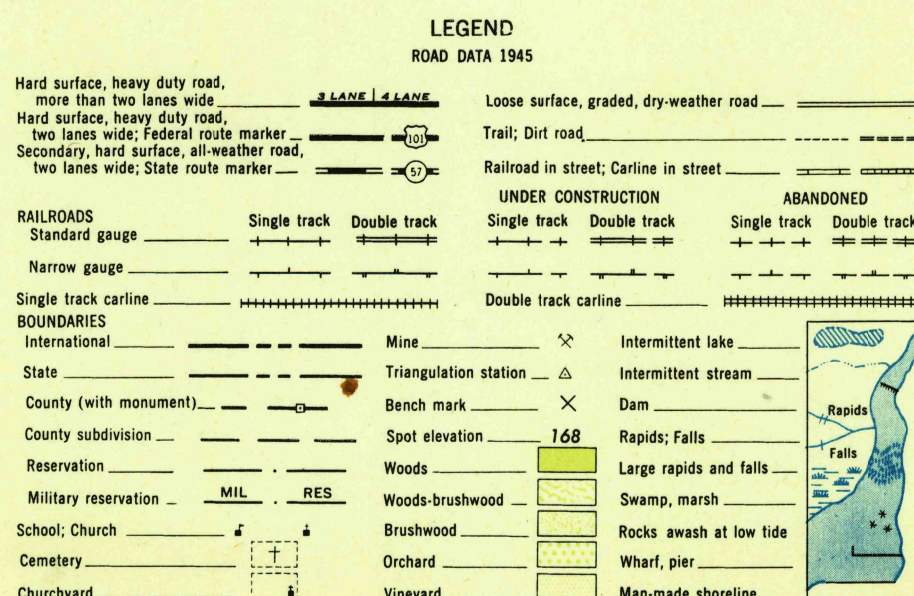 LEGEND
ROAD DATA 1945
Hard surface, heavy duty road,
more than two lanes wide
3 LANE 4 LANE
Hard surface, heavy duty road,
two lanes wide; Federal route marker
101
Secondary, hard surface, all-weather road,
two lanes wide; State route marker
57
Loose surface, graded, dry-weather road
Trail; Dirt road
Railroad in street; Carline in street
UNDER CONSTRUCTION ABANDONED
RAILROADS Single track Double track Single track Double track Single track Double track
Standard gauge
Narrow gauge
Single track carline Double track carline
BOUNDARIES
International
State
County (with monument)
County subdivision
Reservation
Military reservation MIL RES
School; Church
Cemetery
Churchyard
Mine
Triangulation station
Bench mark
Spot elevation 168
Woods
Woods-brushwood
Brushwood
Orchard
Vineyard
Intermittent lake
Intermittent stream
Dam
Rapids; Falls
Large rapids and falls
Swamp, marsh
Rocks awash at low tide
Wharf, pier
Man-made shoreline
Rapids
Falls